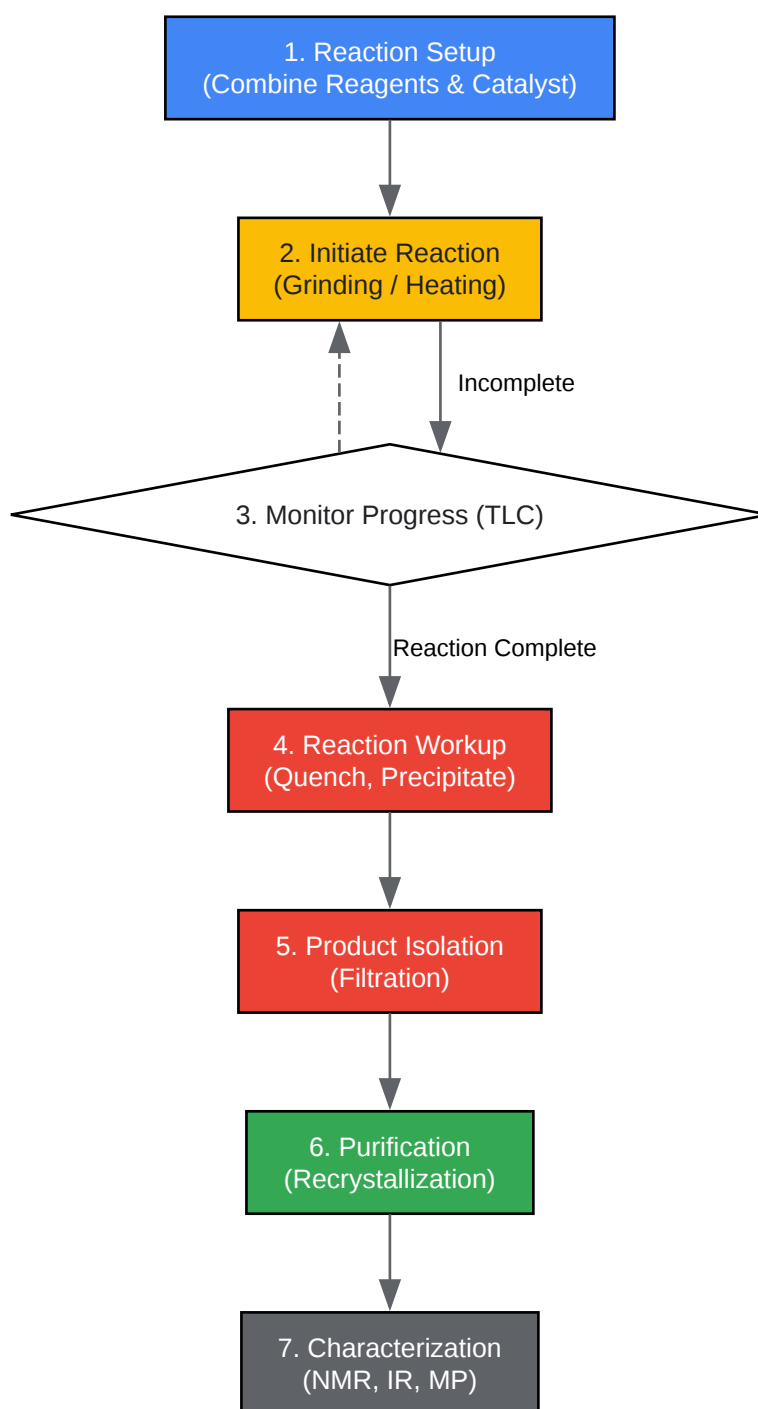 1. Reaction Setup
(Combine Reagents & Catalyst)
2. Initiate Reaction
(Grinding / Heating)
Incomplete
3. Monitor Progress (TLC)
Reaction Complete
4. Reaction Workup
(Quench, Precipitate)
5. Product Isolation
(Filtration)
6. Purification
(Recrystallization)
7. Characterization
(NMR, IR, MP)